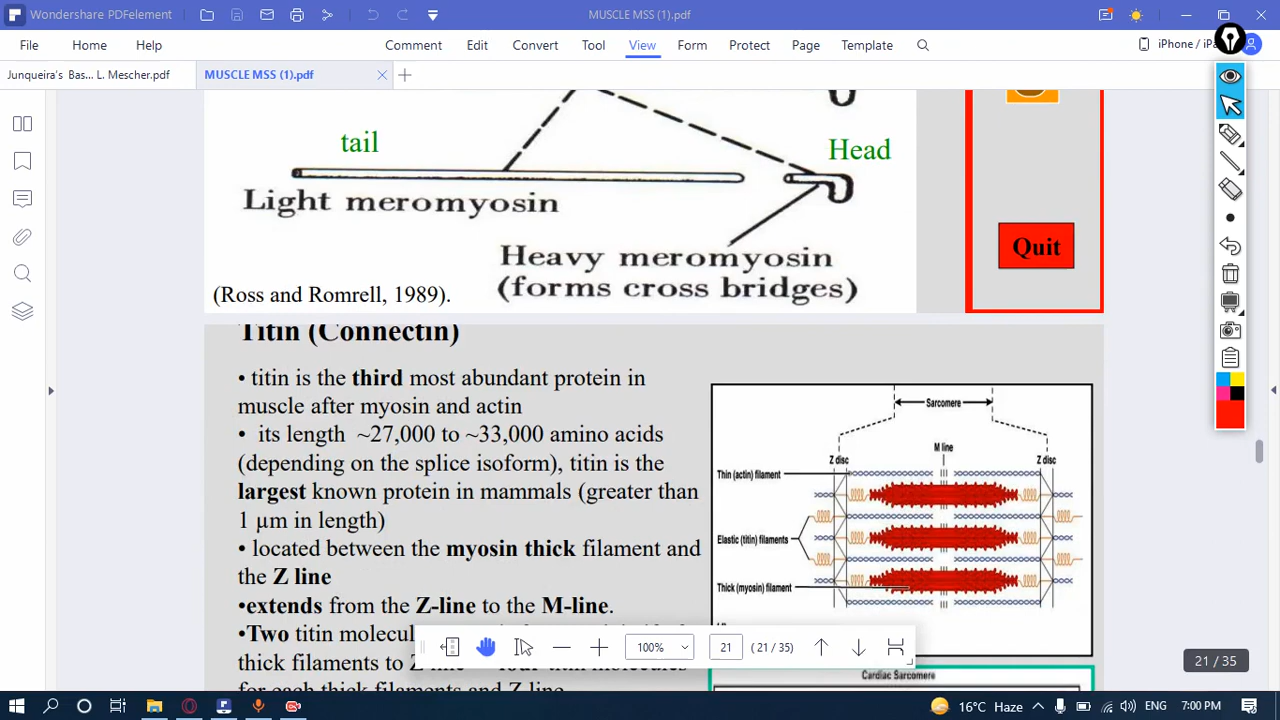 Wondershare PDFelement
MUSCLE MSS (1).pdf
File Home Help
Comment Edit Convert Tool View Form Protect Page Template
iPhone / iPa
Junqueira's Bas... L. Mescher.pdf
MUSCLE MSS (1).pdf
tail
Head
Light meromyosin
Heavy meromyosin
(forms cross bridges)
(Ross and Romrell, 1989).
Quit
Titin (Connectin)
• titin is the third most abundant protein in
muscle after myosin and actin
• its length ~27,000 to ~33,000 amino acids
(depending on the splice isoform), titin is the
largest known protein in mammals (greater than
1 µm in length)
• located between the myosin thick filament and
the Z line
•extends from the Z-line to the M-line.
•Two titin molecul
thick filaments to Z
for each thick filaments and Z line
Sarcomere
M line
Z disc
Z disc
Thin (actin) filament
Elastic (titin) filaments
Thick (myosin) filament
Cardiac Sarcomere
100%
21
(21 / 35)
21 / 35
16°C Haze
ENG
7:00 PM